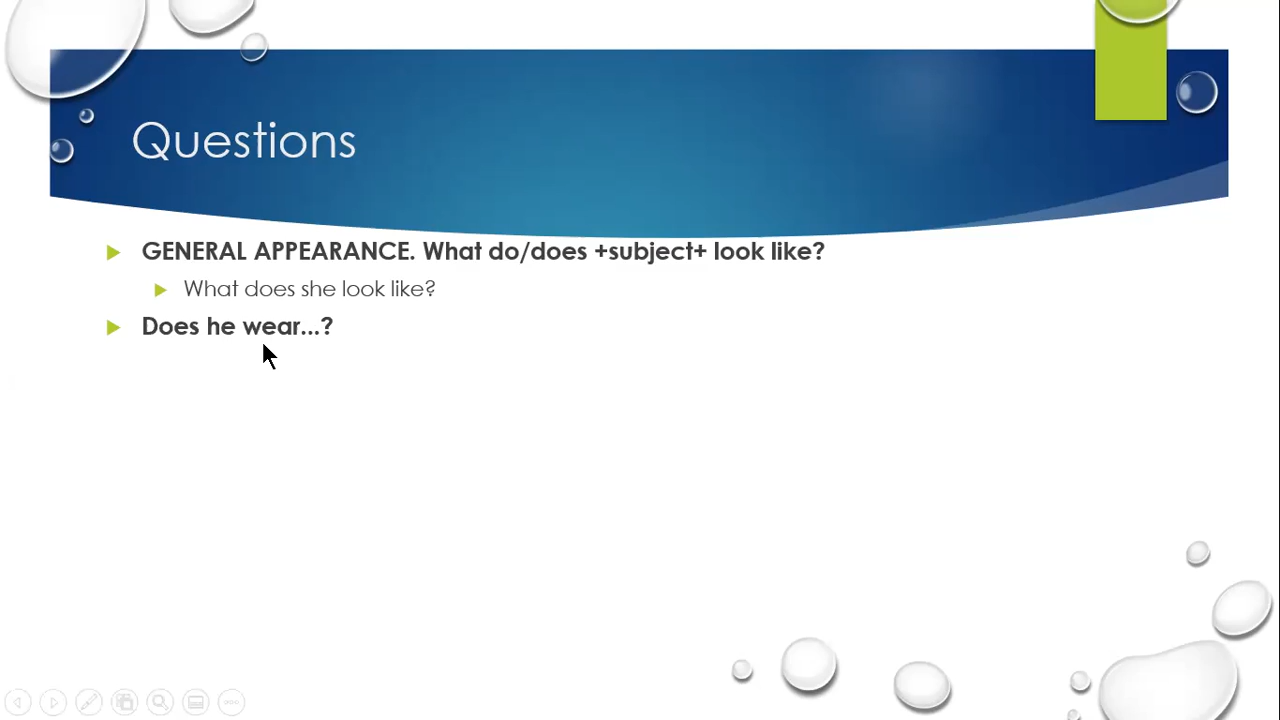 Questions
GENERAL APPEARANCE. What do/does +subject+ look like?
What does she look like?
Does he wear...?